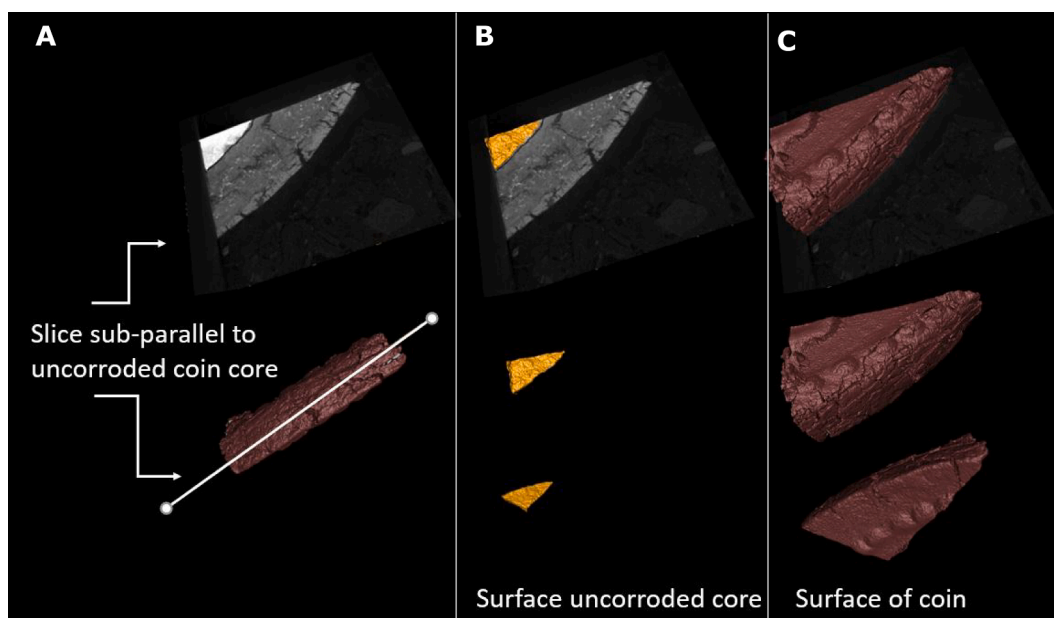 A
B
C
Slice sub-parallel to
uncorroded coin core
Surface uncorroded core
Surface of coin